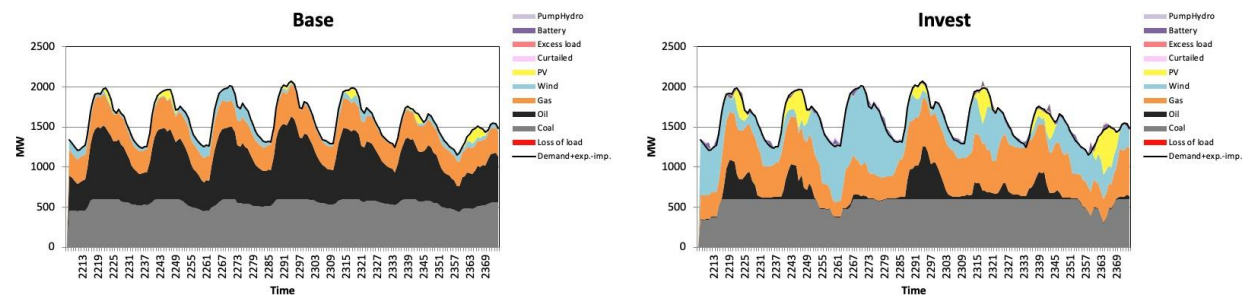 Base
2500
2000
1500
1000
500
0
MW
2213
2219
2225
2231
2237
2243
2249
2255
2261
2267
2273
2279
2285
2291
2297
2303
2309
2315
2321
2327
2333
2339
2345
2351
2357
2363
2369
Time
PumpHydro
Battery
Excess load
Curtailed
PV
Wind
Gas
Oil
Coal
Loss of load
Demand+exp.-imp.
Invest
2500
2000
1500
1000
500
0
MW
2213
2219
2225
2231
2237
2243
2249
2255
2261
2267
2273
2279
2285
2291
2297
2303
2309
2315
2321
2327
2333
2339
2345
2351
2357
2363
2369
Time
PumpHydro
Battery
Excess load
Curtailed
PV
Wind
Gas
Oil
Coal
Loss of load
Demand+exp.-imp.